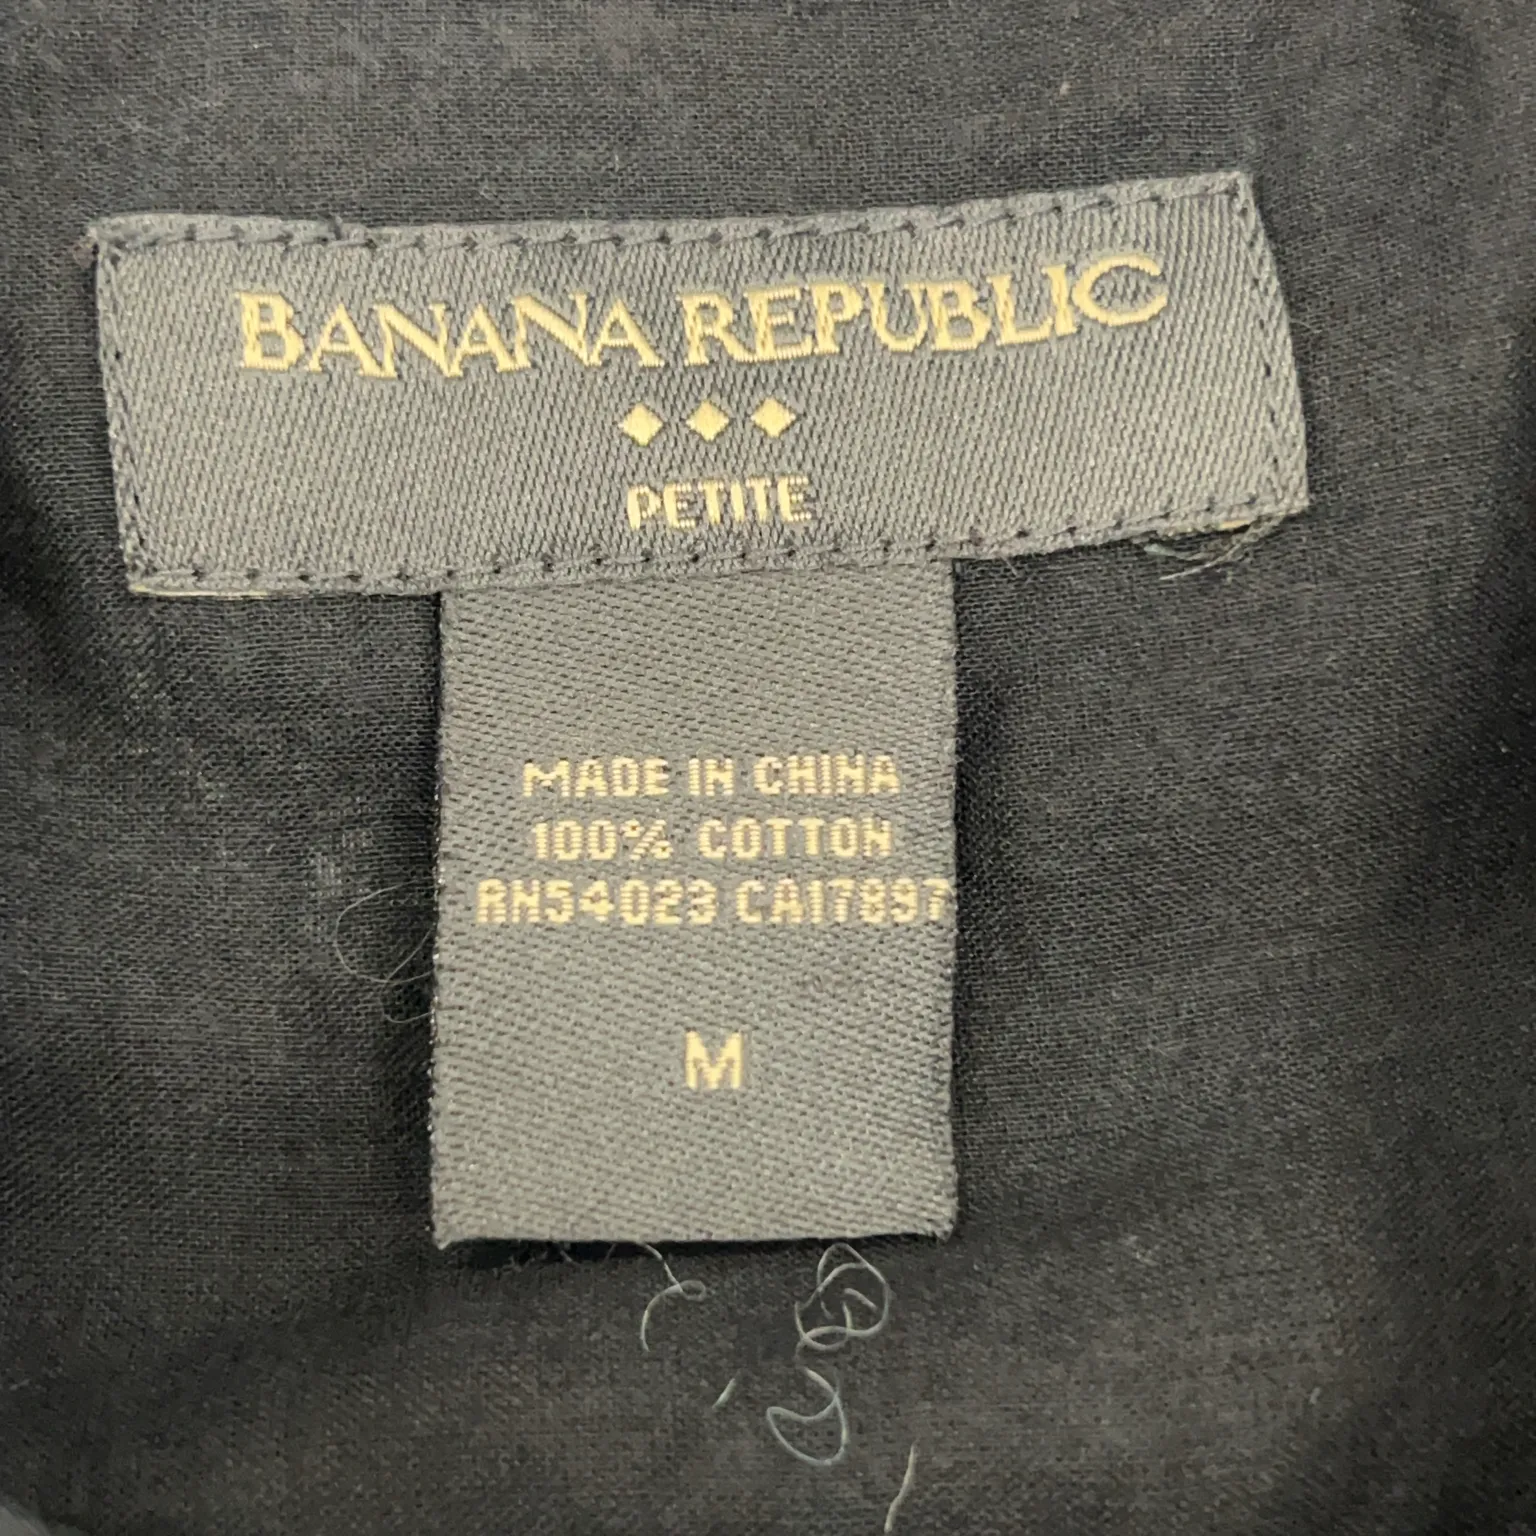 BANANA REPUBLIC
PETITE
MADE IN CHINA
100% COTTON
RN54023 CA17897
M